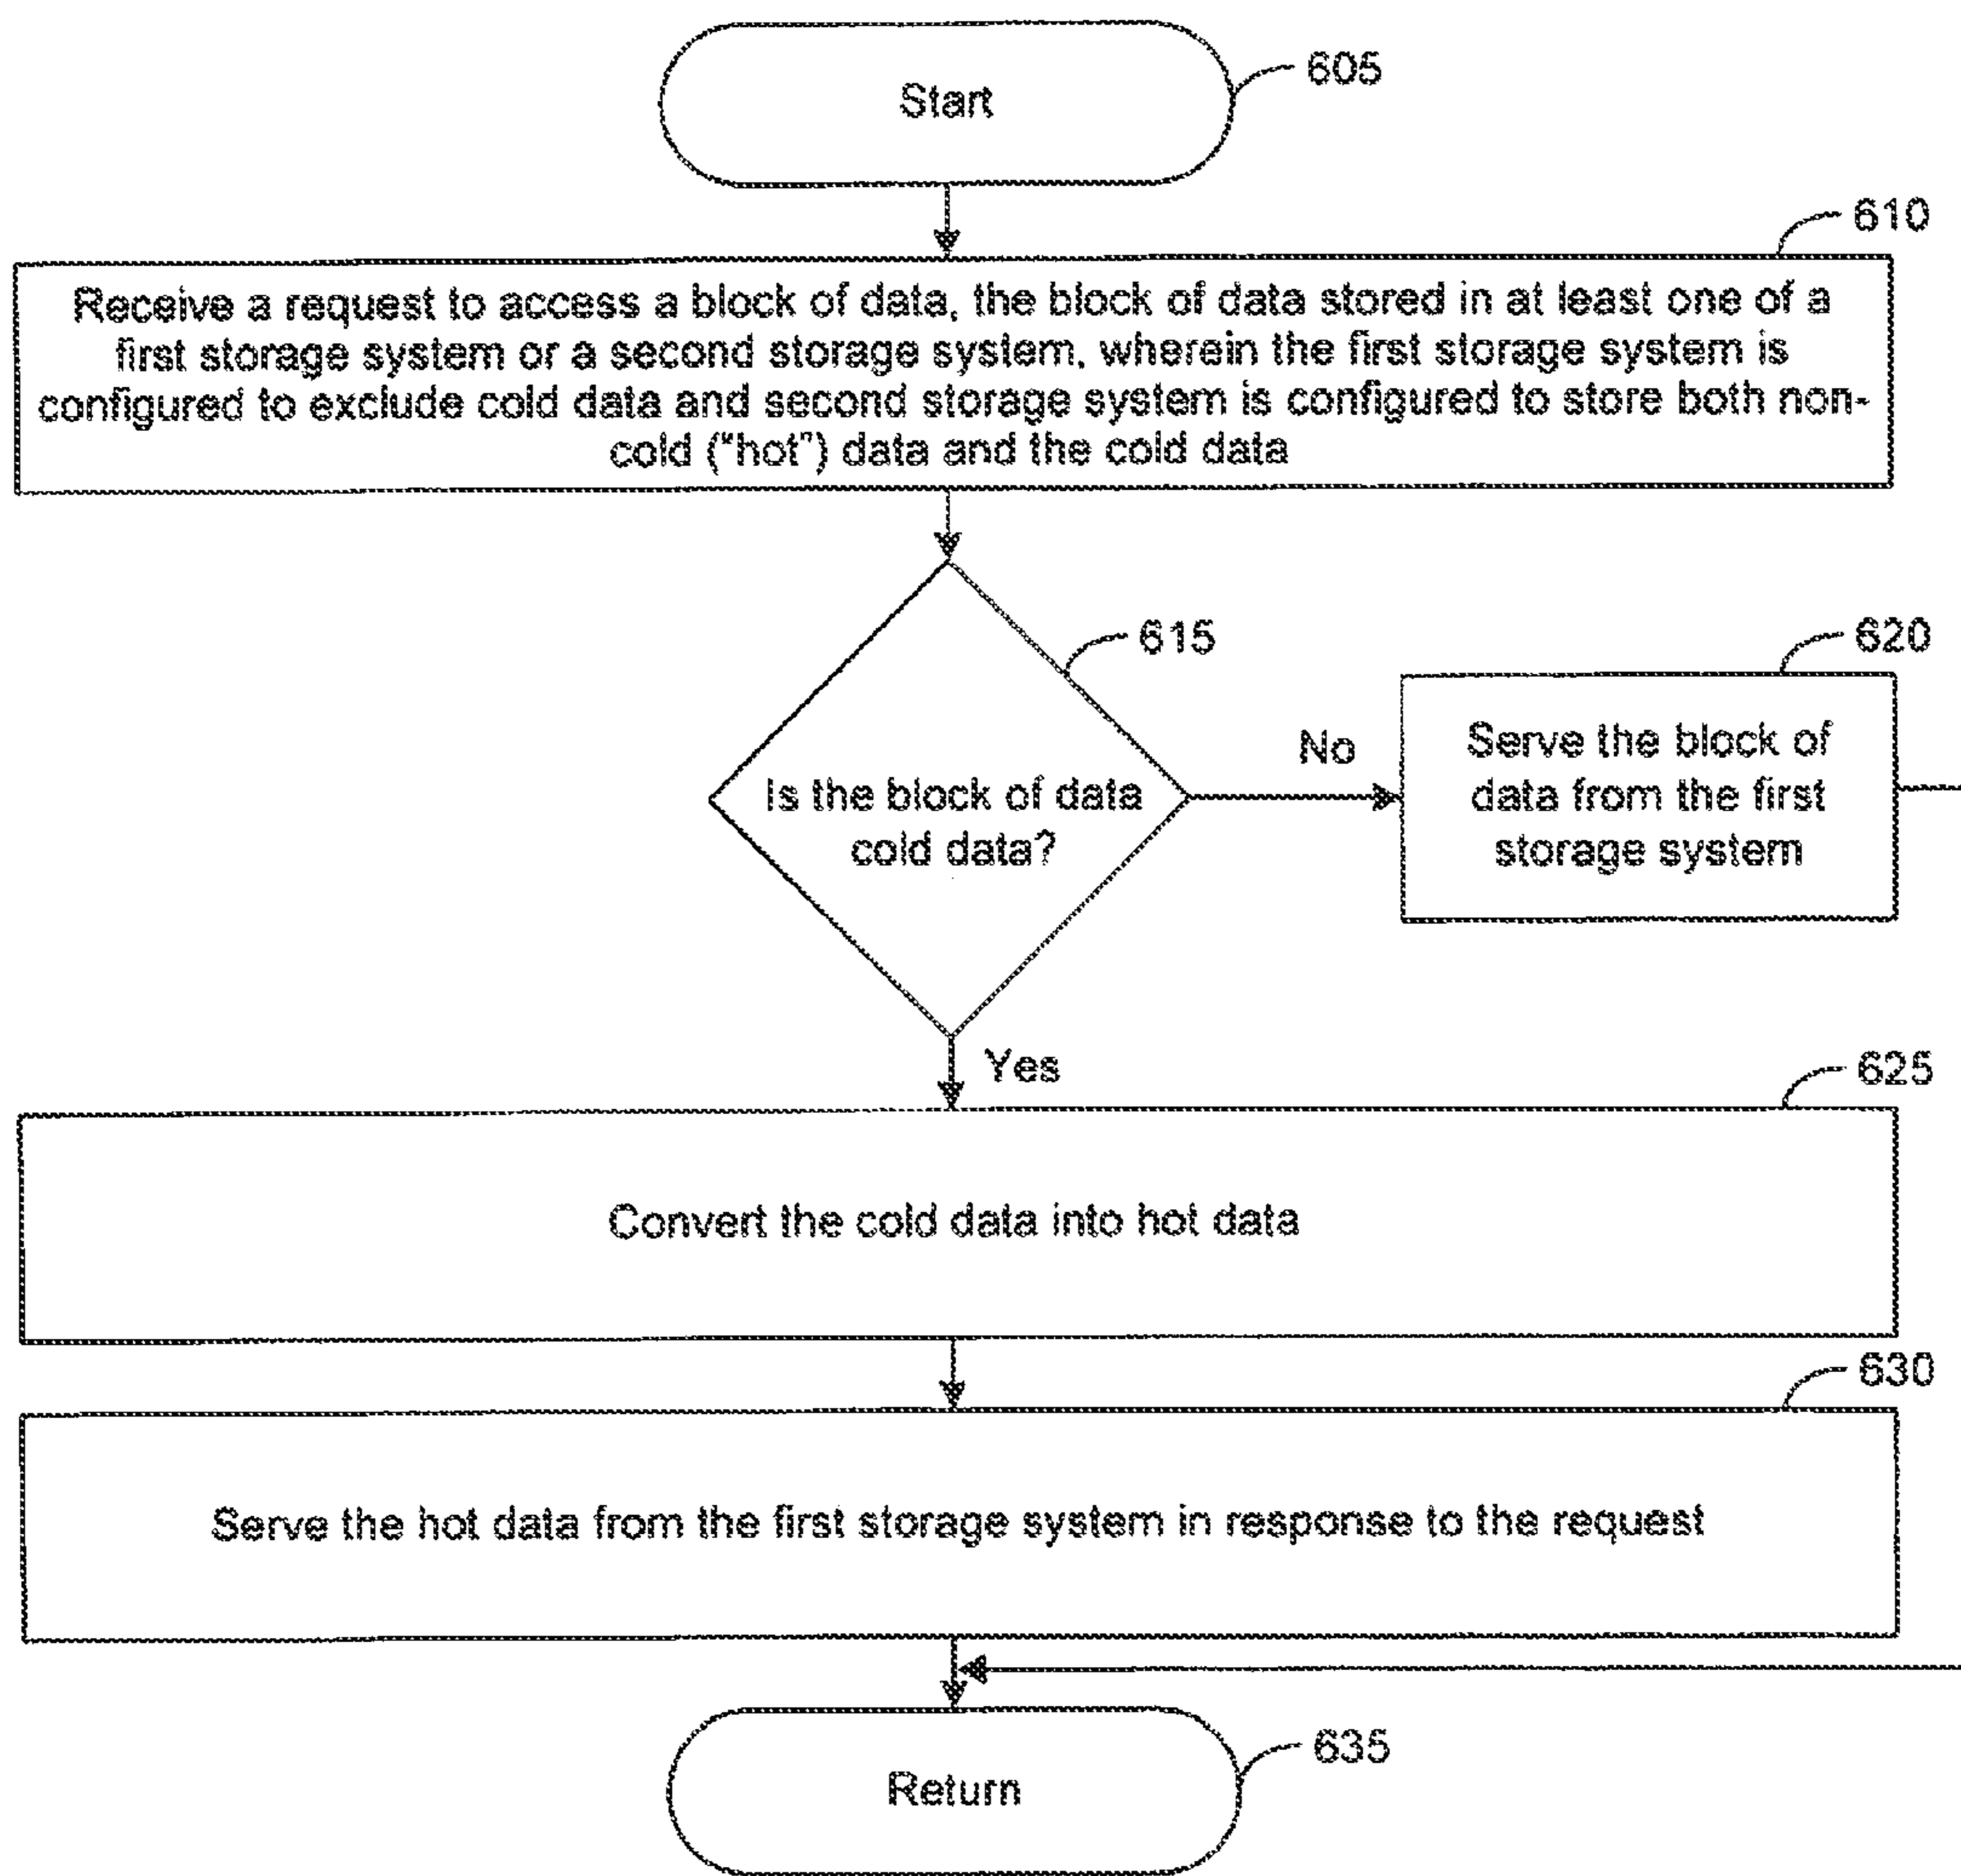 605
Start
610
Receive a request to access a block of data, the block of data stored in at least one of a
first storage system or a second storage system, wherein the first storage system is
configured to exclude cold data and second storage system is configured to store both non-
cold ("hot") data and the cold data
615
620
No
Serve the block of
data from the first
storage system
Is the block of data
cold data?
Yes
625
Convert the cold data into hot data
630
Serve the hot data from the first storage system in response to the request
635
Return